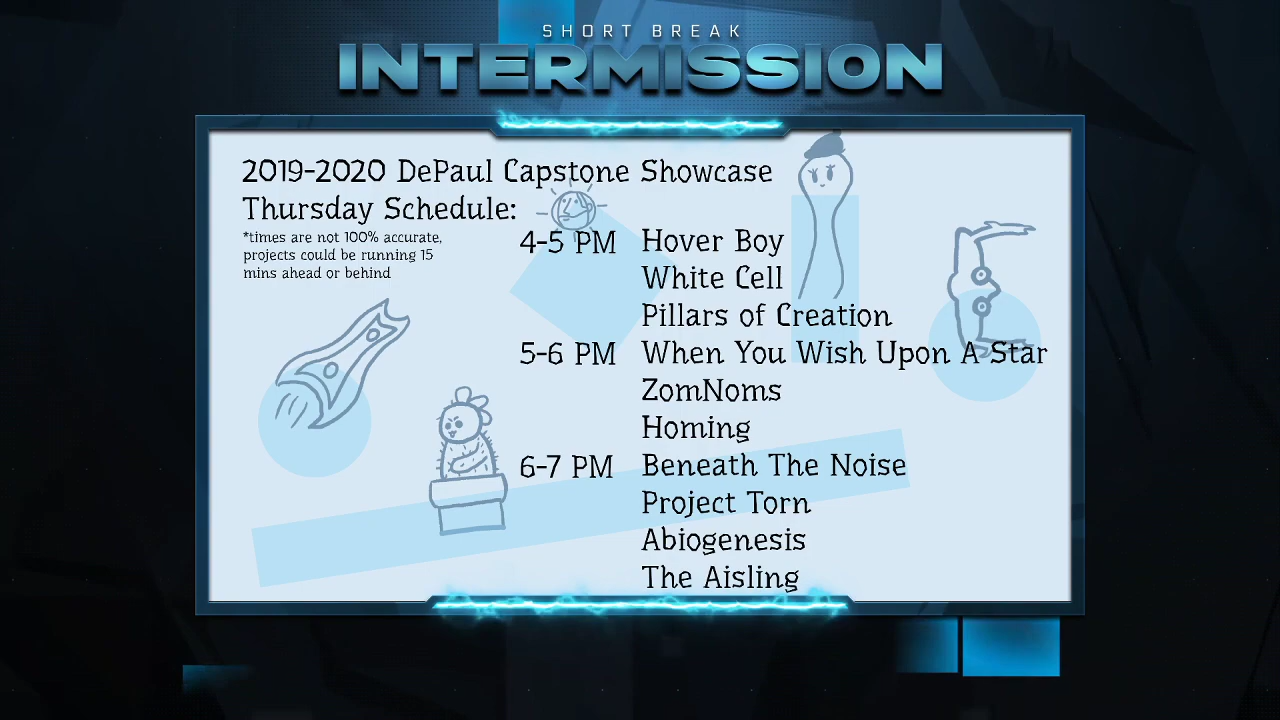 SHORT BREAK
INTERMISSION
2019-2020 DePaul Capstone Showcase
Thursday Schedule:
*times are not 100% accurate,
projects could be running 15
mins ahead or behind
4-5 PM Hover Boy
White Cell
Pillars of Creation
5-6 PM When You Wish Upon A Star
ZomNoms
Homing
6-7 PM Beneath The Noise
Project Torn
Abiogenesis
The Aisling